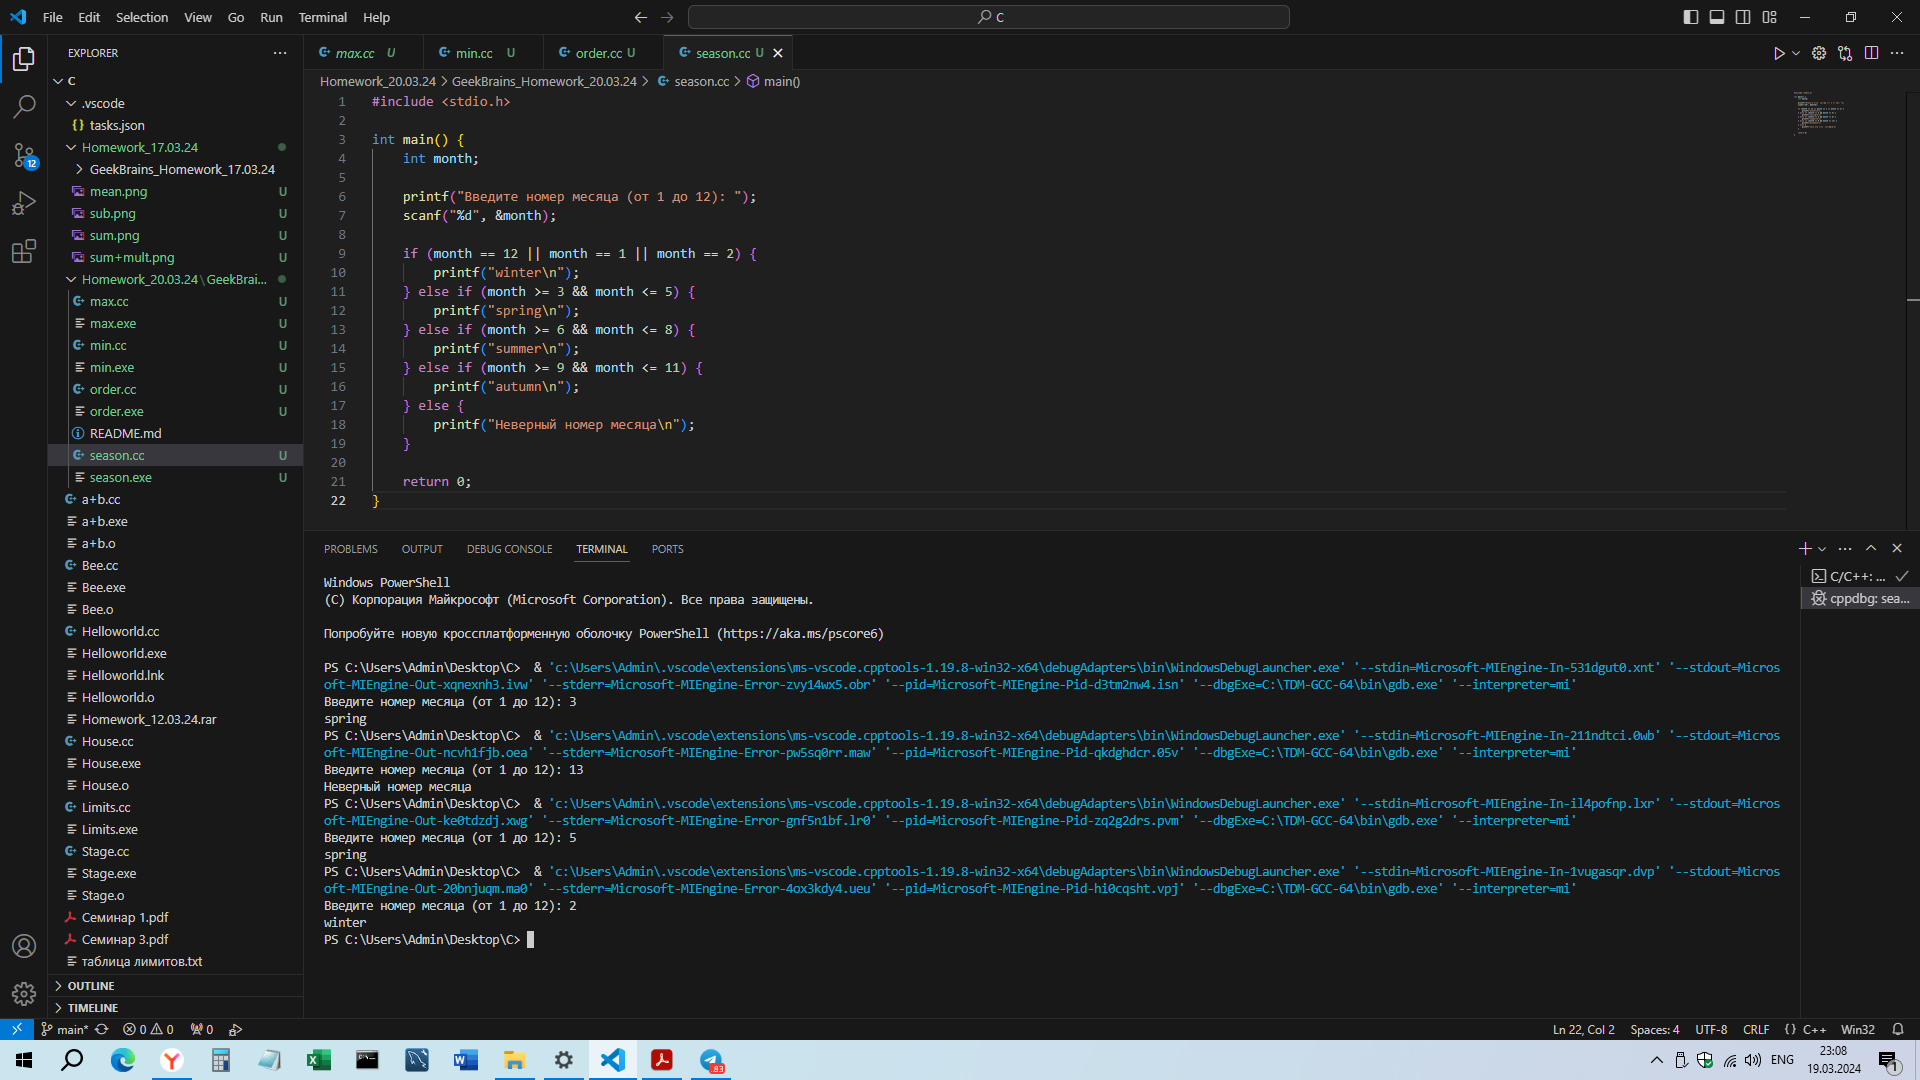 File Edit Selection View Go Run Terminal Help
C
EXPLORER
C
.vscode
tasks.json
Homework_17.03.24
GeekBrains_Homework_17.03.24
mean.png U
sub.png U
sum.png U
sum+mult.png U
Homework_20.03.24\GeekBrai...
max.cc U
max.exe U
min.cc U
min.exe U
order.cc U
order.exe U
README.md
season.cc U
season.exe U
a+b.cc
a+b.exe
a+b.o
Bee.cc
Bee.exe
Bee.o
Helloworld.cc
Helloworld.exe
Helloworld.lnk
Helloworld.o
Homework_12.03.24.rar
House.cc
House.exe
House.o
Limits.cc
Limits.exe
Stage.cc
Stage.exe
Stage.o
Семинар 1.pdf
Семинар 3.pdf
таблица лимитов.txt
OUTLINE
TIMELINE
12
max.cc U min.cc U order.cc U season.cc U
Homework_20.03.24 > GeekBrains_Homework_20.03.24 > season.cc > main()
1 #include <stdio.h>
2
3 int main() {
4 int month;
5
6 printf("Введите номер месяца (от 1 до 12): ");
7 scanf("%d", &month);
8
9 if (month == 12 || month == 1 || month == 2) {
10 printf("winter\n");
11 } else if (month >= 3 && month <= 5) {
12 printf("spring\n");
13 } else if (month >= 6 && month <= 8) {
14 printf("summer\n");
15 } else if (month >= 9 && month <= 11) {
16 printf("autumn\n");
17 } else {
18 printf("Неверный номер месяца\n");
19 }
20
21 return 0;
22 }
PROBLEMS OUTPUT DEBUG CONSOLE TERMINAL PORTS
C/C++: ...
cppdbg: sea...
Windows PowerShell
(C) Корпорация Майкрософт (Microsoft Corporation). Все права защищены.
Попробуйте новую кроссплатформенную оболочку PowerShell (https://aka.ms/pscore6)
PS C:\Users\Admin\Desktop\C> & 'c:\Users\Admin\.vscode\extensions\ms-vscode.cpptools-1.19.8-win32-x64\debugAdapters\bin\WindowsDebugLauncher.exe' '--stdin=Microsoft-MIEngine-In-531dgut0.xnt' '--stdout=Micros
oft-MIEngine-Out-xqnexnh3.ivw' '--stderr=Microsoft-MIEngine-Error-zvy14wx5.obr' '--pid=Microsoft-MIEngine-Pid-d3tm2nw4.isn' '--dbgExe=C:\TDM-GCC-64\bin\gdb.exe' '--interpreter=mi'
Введите номер месяца (от 1 до 12): 3
spring
PS C:\Users\Admin\Desktop\C> & 'c:\Users\Admin\.vscode\extensions\ms-vscode.cpptools-1.19.8-win32-x64\debugAdapters\bin\WindowsDebugLauncher.exe' '--stdin=Microsoft-MIEngine-In-211ndtci.0wb' '--stdout=Micros
oft-MIEngine-Out-ncvh1fjb.oea' '--stderr=Microsoft-MIEngine-Error-pw5sq0rr.maw' '--pid=Microsoft-MIEngine-Pid-qkdghdcr.05v' '--dbgExe=C:\TDM-GCC-64\bin\gdb.exe' '--interpreter=mi'
Введите номер месяца (от 1 до 12): 13
Неверный номер месяца
PS C:\Users\Admin\Desktop\C> & 'c:\Users\Admin\.vscode\extensions\ms-vscode.cpptools-1.19.8-win32-x64\debugAdapters\bin\WindowsDebugLauncher.exe' '--stdin=Microsoft-MIEngine-In-il4pofnp.lxr' '--stdout=Micros
oft-MIEngine-Out-ke0tdzdj.xwg' '--stderr=Microsoft-MIEngine-Error-gnf5n1bf.lr0' '--pid=Microsoft-MIEngine-Pid-zq2g2drs.pvm' '--dbgExe=C:\TDM-GCC-64\bin\gdb.exe' '--interpreter=mi'
Введите номер месяца (от 1 до 12): 5
spring
PS C:\Users\Admin\Desktop\C> & 'c:\Users\Admin\.vscode\extensions\ms-vscode.cpptools-1.19.8-win32-x64\debugAdapters\bin\WindowsDebugLauncher.exe' '--stdin=Microsoft-MIEngine-In-1vugasqr.dvp' '--stdout=Micros
oft-MIEngine-Out-20bnjuqm.ma0' '--stderr=Microsoft-MIEngine-Error-4ox3kdy4.ueu' '--pid=Microsoft-MIEngine-Pid-hi0cqsht.vpj' '--dbgExe=C:\TDM-GCC-64\bin\gdb.exe' '--interpreter=mi'
Введите номер месяца (от 1 до 12): 2
winter
PS C:\Users\Admin\Desktop\C>
main* 0 0 0 Ln 22, Col 2 Spaces: 4 UTF-8 CRLF {} C++ Win32
83
ENG
23:08
19.03.2024
1